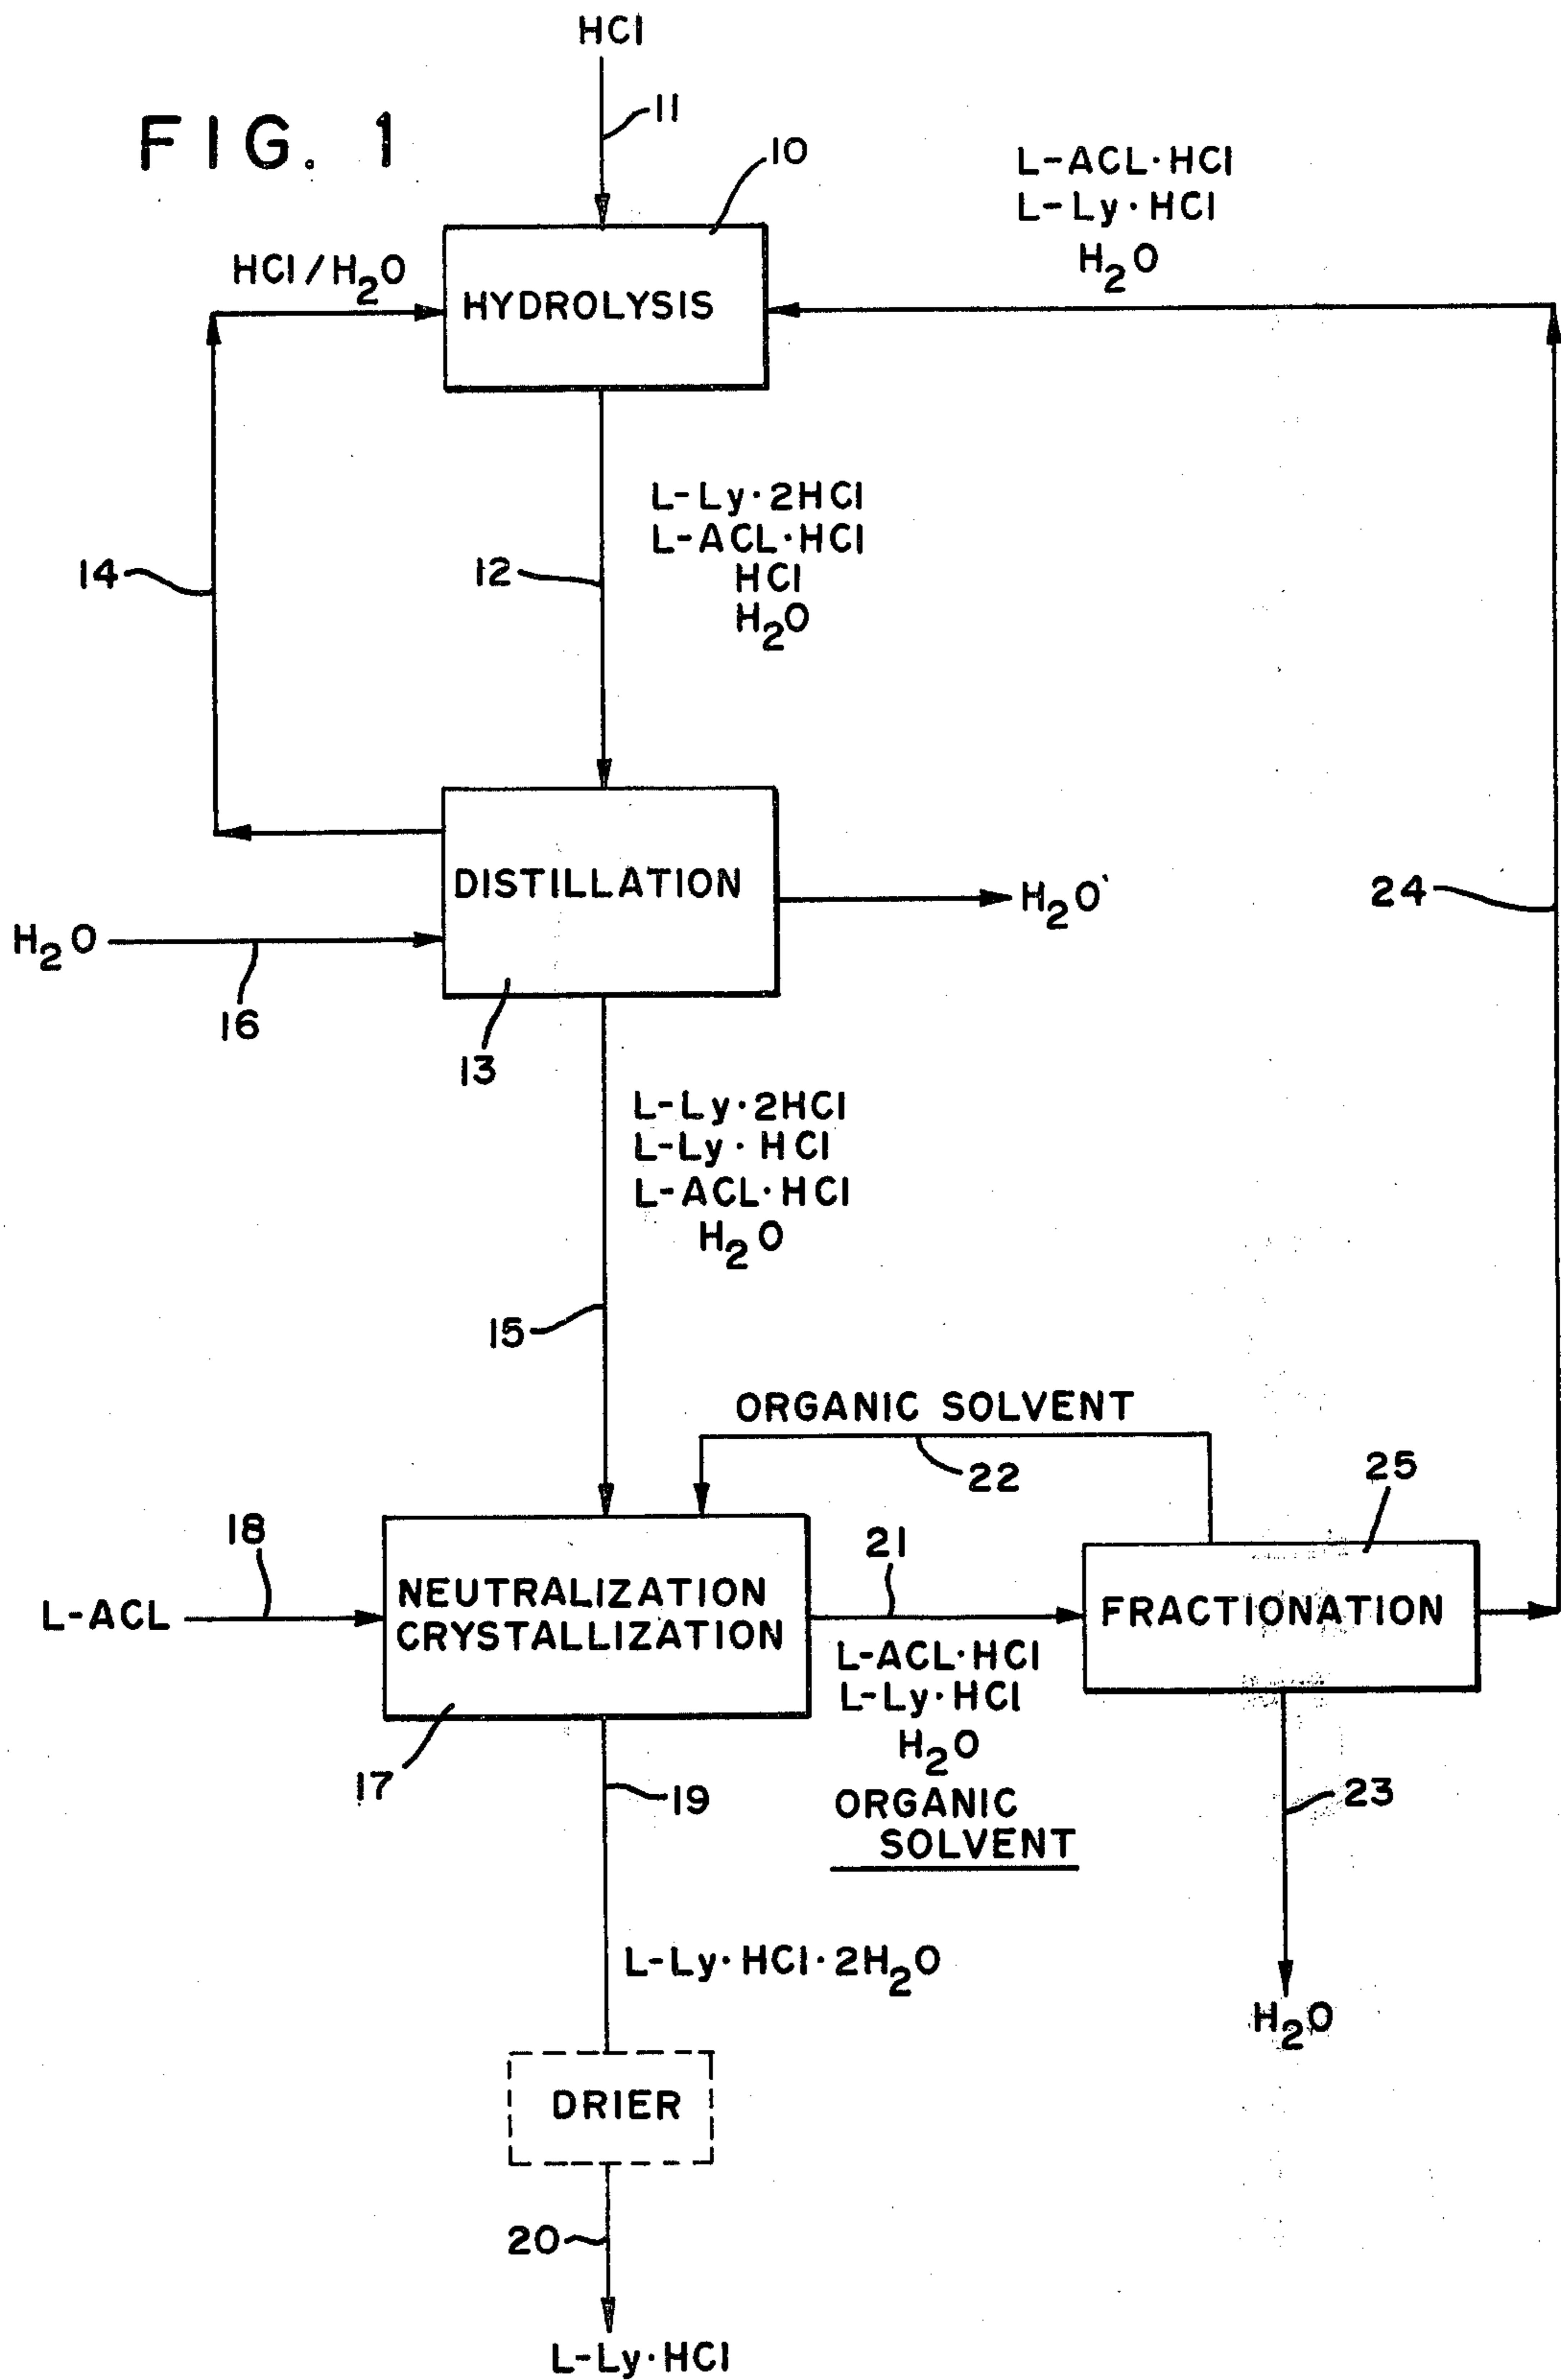 HCl
FIG. 1
11
10
L-ACL·HCl
L-Ly·HCl
H₂O
HCl/H₂O
HYDROLYSIS
L-Ly·2HCl
L-ACL·HCl
HCl
H₂O
14
12
DISTILLATION
H₂O
24
H₂O
16
13
L-Ly·2HCl
L-Ly·HCl
L-ACL·HCl
H₂O
15
ORGANIC SOLVENT
22
25
18
21
L-ACL
NEUTRALIZATION
CRYSTALLIZATION
FRACTIONATION
L-ACL·HCl
L-Ly·HCl
H₂O
ORGANIC
SOLVENT
17
19
23
L-Ly·HCl·2H₂O
H₂O
DRIER
20
L-Ly·HCl